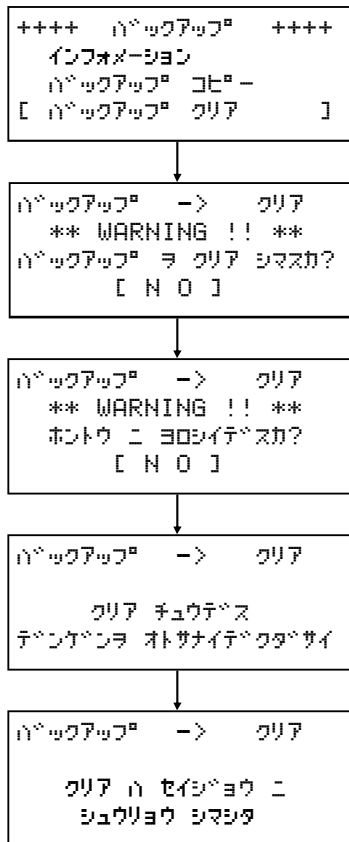 ++++ バックアップ ++++
インフォメーション
バックアップ コピー
[ バックアップ クリア ]
バックアップ -> クリア
** WARNING !! **
バックアップ ヲ クリア シマスカ?
[ N O ]
バックアップ -> クリア
** WARNING !! **
ホントウ ニ ヨロシイデスカ?
[ N O ]
バックアップ -> クリア
クリア チュウデス
デンゲンヲ オトサナイデクダサイ
バックアップ -> クリア
クリア ハ セイジョウ ニ
シュウリョウ シマシタ